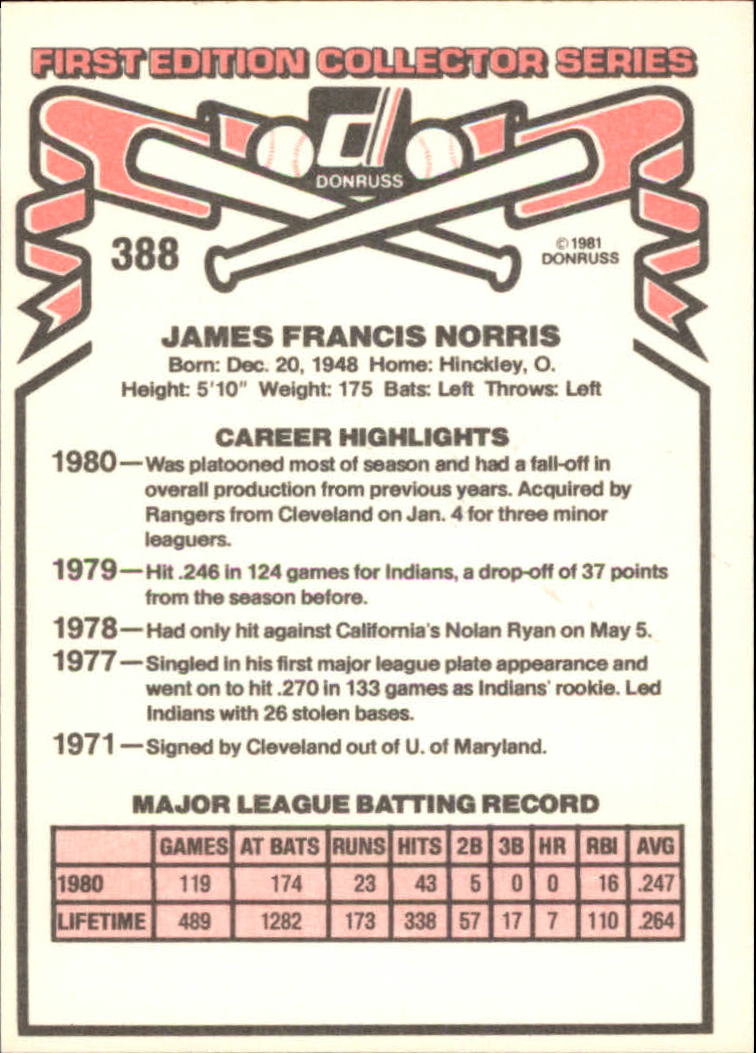 FIRST EDITION COLLECTOR SERIES
DONRUSS
388
© 1981
DONRUSS
JAMES FRANCIS NORRIS
Born: Dec. 20, 1948 Home: Hinckley, O.
Height: 5'10" Weight: 175 Bats: Left Throws: Left
CAREER HIGHLIGHTS
1980—Was platooned most of season and had a fall-off in
overall production from previous years. Acquired by
Rangers from Cleveland on Jan. 4 for three minor
leaguers.
1979—Hit .246 in 124 games for Indians, a drop-off of 37 points
from the season before.
1978—Had only hit against California's Nolan Ryan on May 5.
1977—Singled in his first major league plate appearance and
went on to hit .270 in 133 games as Indians' rookie. Led
Indians with 26 stolen bases.
1971—Signed by Cleveland out of U. of Maryland.
MAJOR LEAGUE BATTING RECORD
GAMES AT BATS RUNS HITS 2B 3B HR RBI AVG
1980 119 174 23 43 5 0 0 16 .247
LIFETIME 489 1282 173 338 57 17 7 110 .264